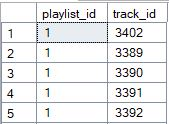 playlist_id track_id
1 1 3402
2 1 3389
3 1 3390
4 1 3391
5 1 3392